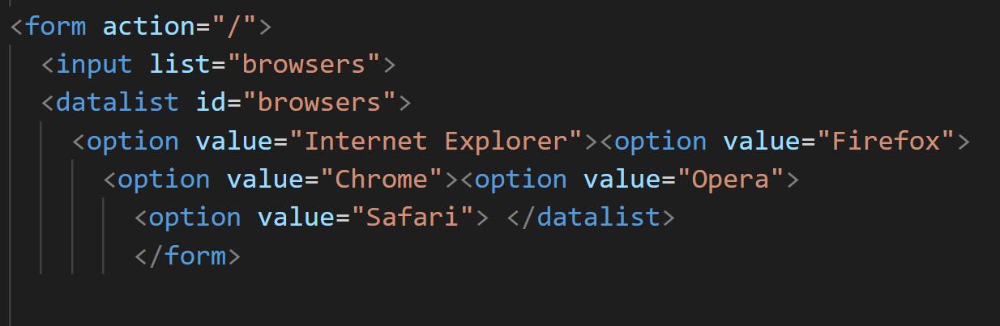 <form action="/">
<input list="browsers">
<datalist id="browsers">
<option value="Internet Explorer"><option value="Firefox">
<option value="Chrome"><option value="Opera">
<option value="Safari"> </datalist>
</form>